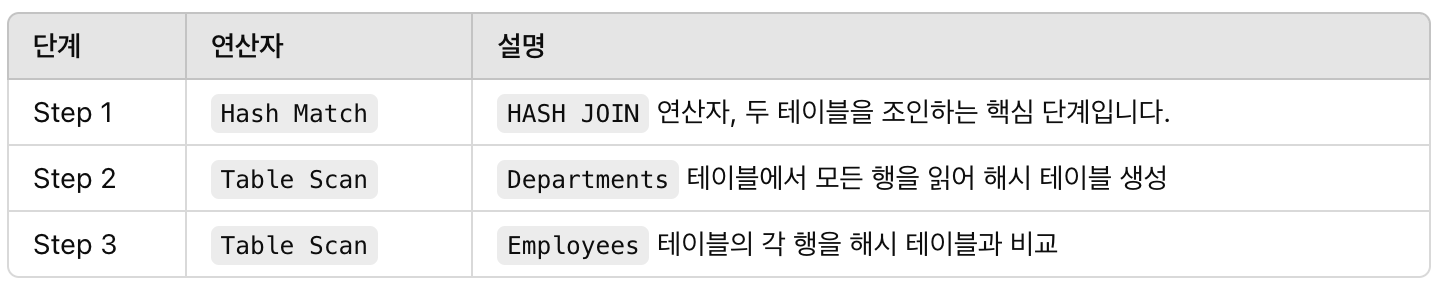 단계 연산자 설명
Step 1 Hash Match HASH JOIN 연산자, 두 테이블을 조인하는 핵심 단계입니다.
Step 2 Table Scan Departments 테이블에서 모든 행을 읽어 해시 테이블 생성
Step 3 Table Scan Employees 테이블의 각 행을 해시 테이블과 비교